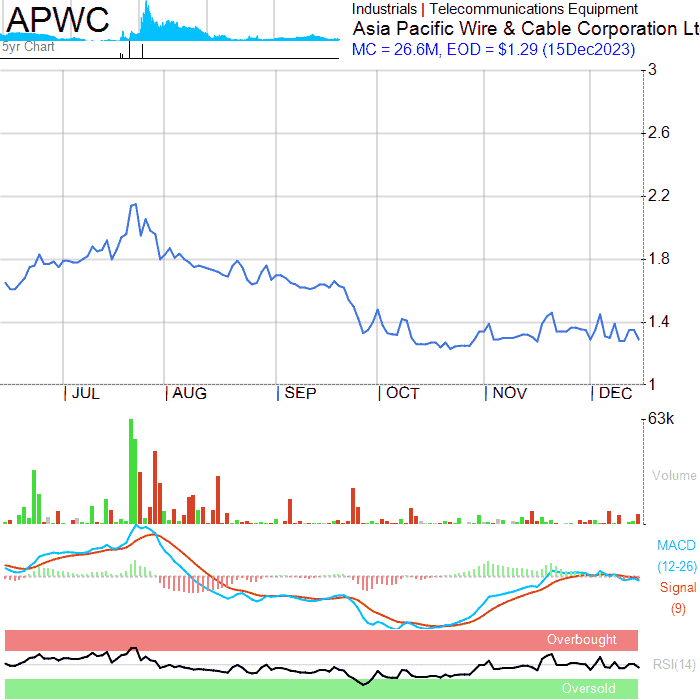 APWC
5yr Chart
Industrials | Telecommunications Equipment
Asia Pacific Wire & Cable Corporation Lt
MC = 26.6M, EOD = $1.29 (15Dec2023)
3
2.6
2.2
1.8
1.4
1
| JUL | AUG | SEP | OCT | NOV | DEC
63k
Volume
MACD
(12-26)
Signal
(9)
Overbought
RSI(14)
Oversold